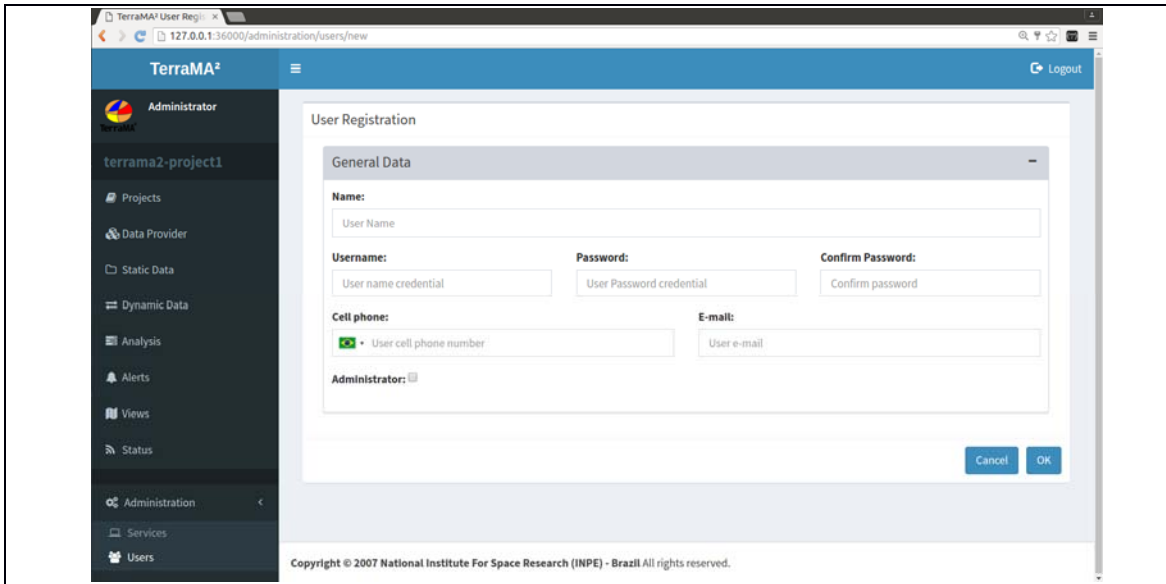 TerraMA² User Regis
127.0.0.1:36000/administration/users/new
TerraMA²
Logout
Administrator
TerraMA²
User Registration
terrama2-project1
General Data
Projects
Name:
User Name
Data Provider
Username: Password: Confirm Password:
Static Data
User name credential User Password credential Confirm password
Dynamic Data
Cell phone: E-mail:
Analysis
User cell phone number User e-mail
Alerts
Administrator:
Views
Status
Cancel OK
Administration
Services
Users
Copyright © 2007 National Institute For Space Research (INPE) - Brazil All rights reserved.